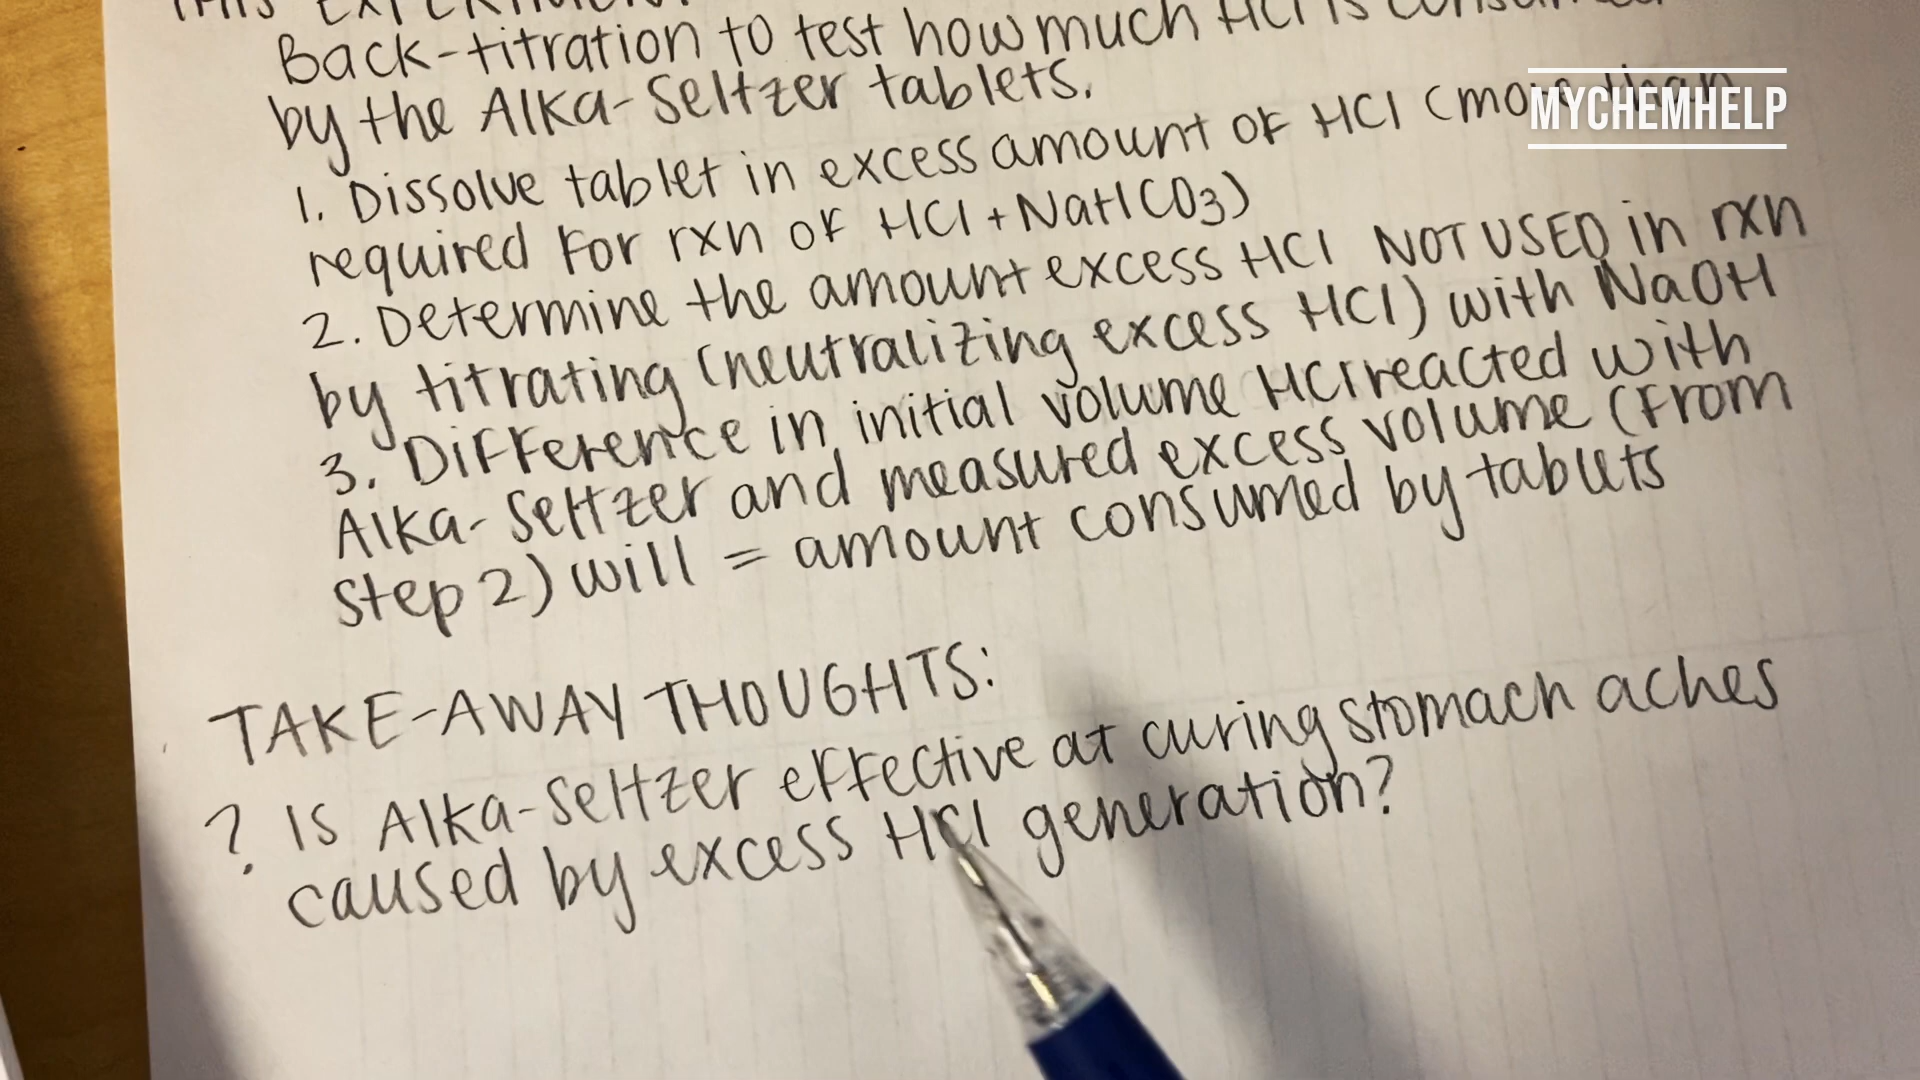 THIS EXPERIMENT
Back-titration to test how much HCl is consumed
by the Alka-Seltzer tablets.
1. Dissolve tablet in excess amount of HCl (more than
required for rxn of HCl + NaHCO3)
2. Determine the amount excess HCl NOT USED in rxn
by titrating (neutralizing excess HCl) with NaOH
3. Difference in initial volume HCl reacted with
Alka-Seltzer and measured excess volume (from
step 2) will = amount consumed by tablets
TAKE-AWAY THOUGHTS:
? Is Alka-Seltzer effective at curing stomach aches
caused by excess HCl generation?
MYCHEMHELP